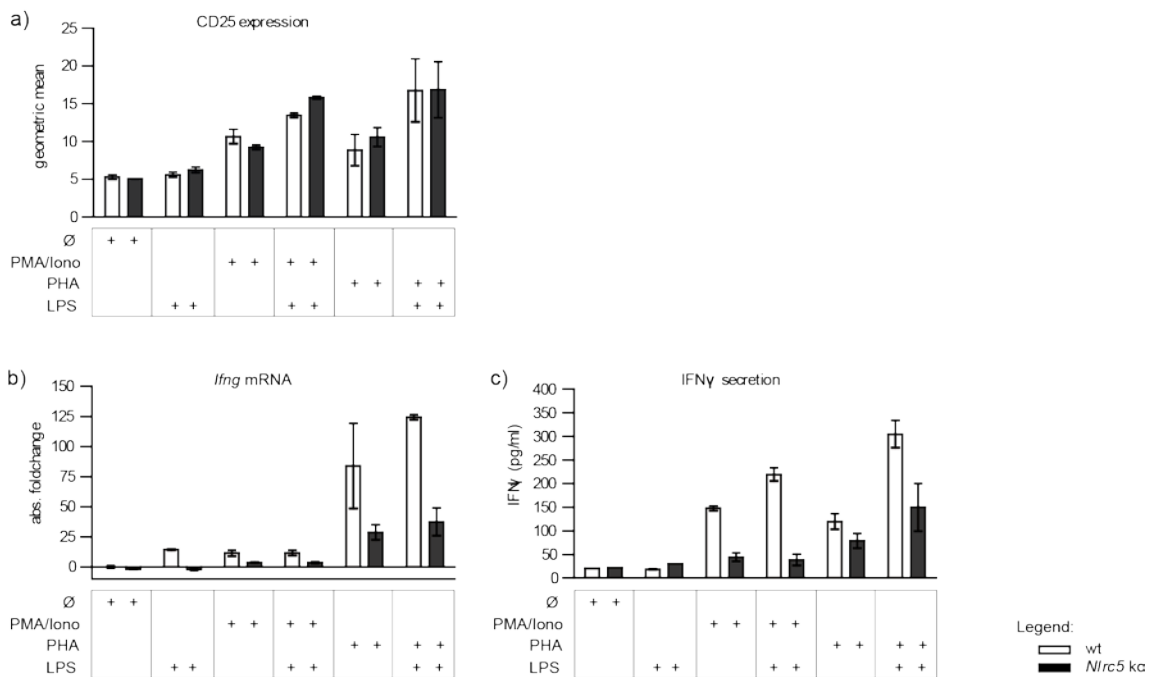 a)
CD25 expression
geometric mean
25
20
15
10
5
0
Ø + +
PMA/Iono + + + +
PHA + + + +
LPS + + + + + +
b)
Ifng mRNA
abs. foldchange
150
125
100
75
50
25
0
Ø + +
PMA/Iono + + + +
PHA + + + +
LPS + + + + + +
c)
IFNγ secretion
IFNγ (pg/ml)
400
350
300
250
200
150
100
50
0
Ø + +
PMA/Iono + + + +
PHA + + + +
LPS + + + + + +
Legend:
wt
Nlrc5 ko